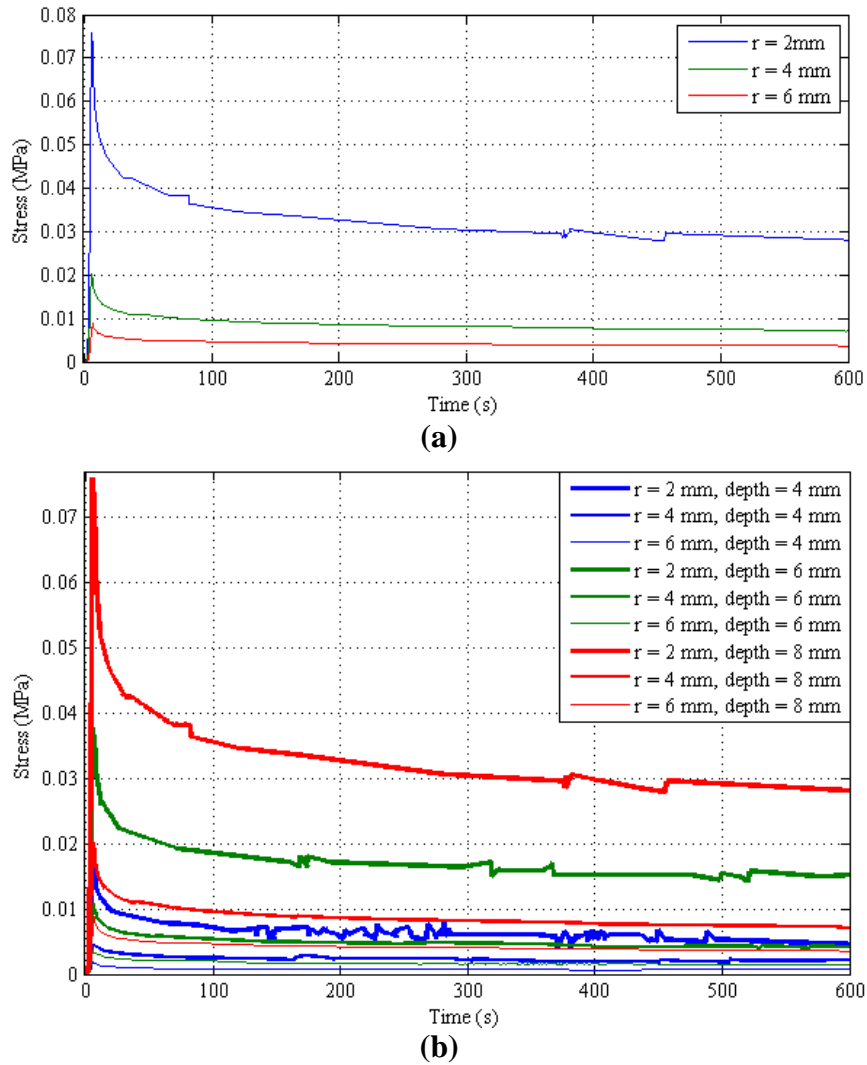 0.08
0.07
0.06
0.05
0.04
0.03
0.02
0.01
0
Stress (MPa)
r = 2mm
r = 4 mm
r = 6 mm
0 100 200 300 400 500 600
Time (s)
(a)
0.07
0.06
0.05
0.04
0.03
0.02
0.01
0
Stress (MPa)
r = 2 mm, depth = 4 mm
r = 4 mm, depth = 4 mm
r = 6 mm, depth = 4 mm
r = 2 mm, depth = 6 mm
r = 4 mm, depth = 6 mm
r = 6 mm, depth = 6 mm
r = 2 mm, depth = 8 mm
r = 4 mm, depth = 8 mm
r = 6 mm, depth = 8 mm
0 100 200 300 400 500 600
Time (s)
(b)